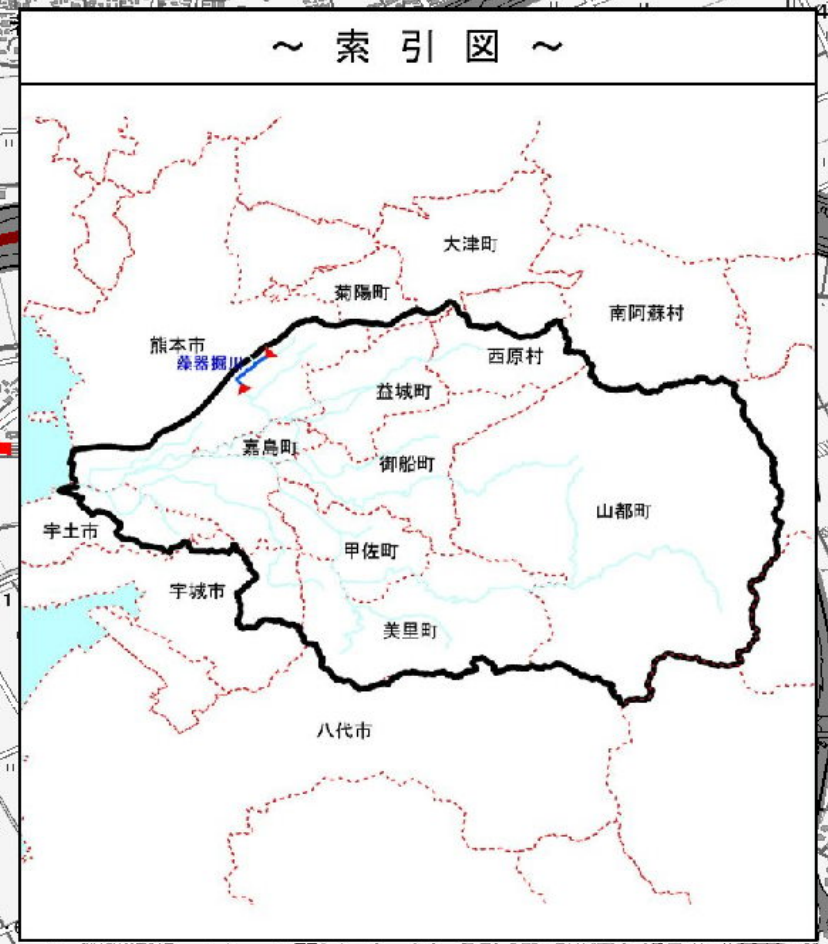 ～ 索 引 図 ～
大津町
菊陽町
南阿蘇村
熊本市
西原村
藻器堀川
益城町
嘉島町
御船町
山都町
宇土市
甲佐町
宇城市
美里町
八代市